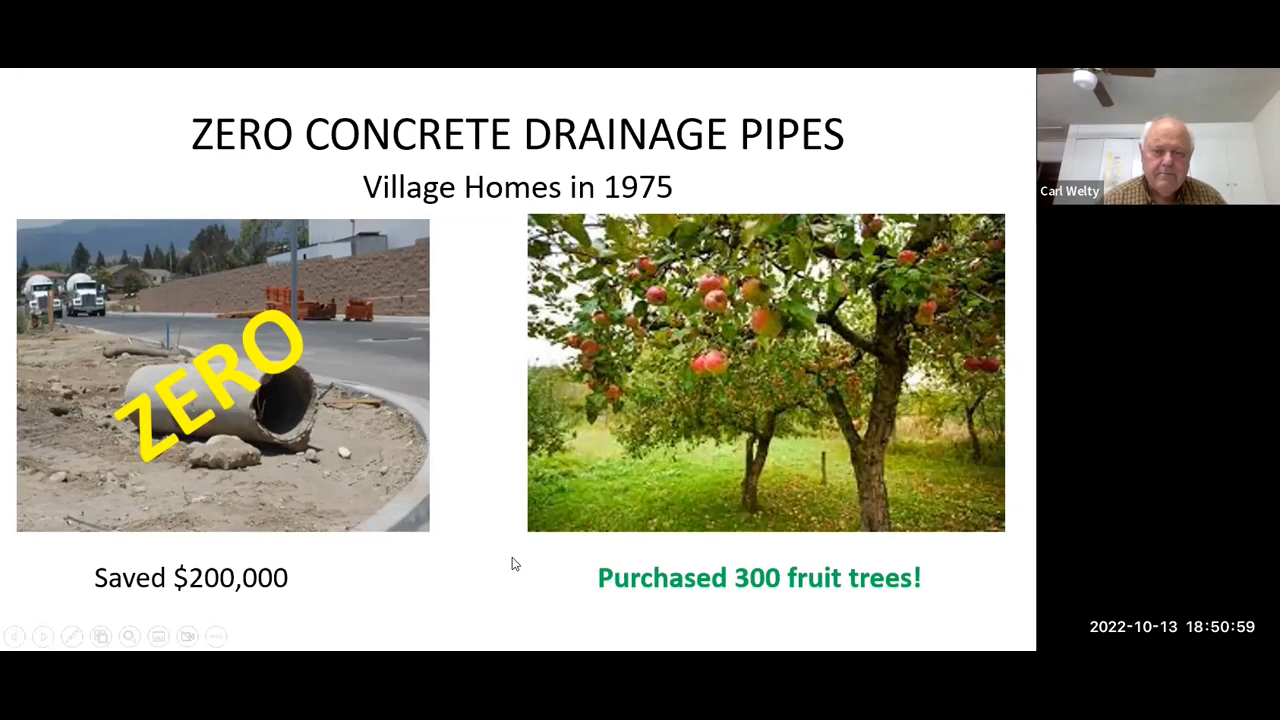 ZERO CONCRETE DRAINAGE PIPES
Village Homes in 1975
Carl Welty
ZERO
Saved $200,000
Purchased 300 fruit trees!
2022-10-13 18:50:59